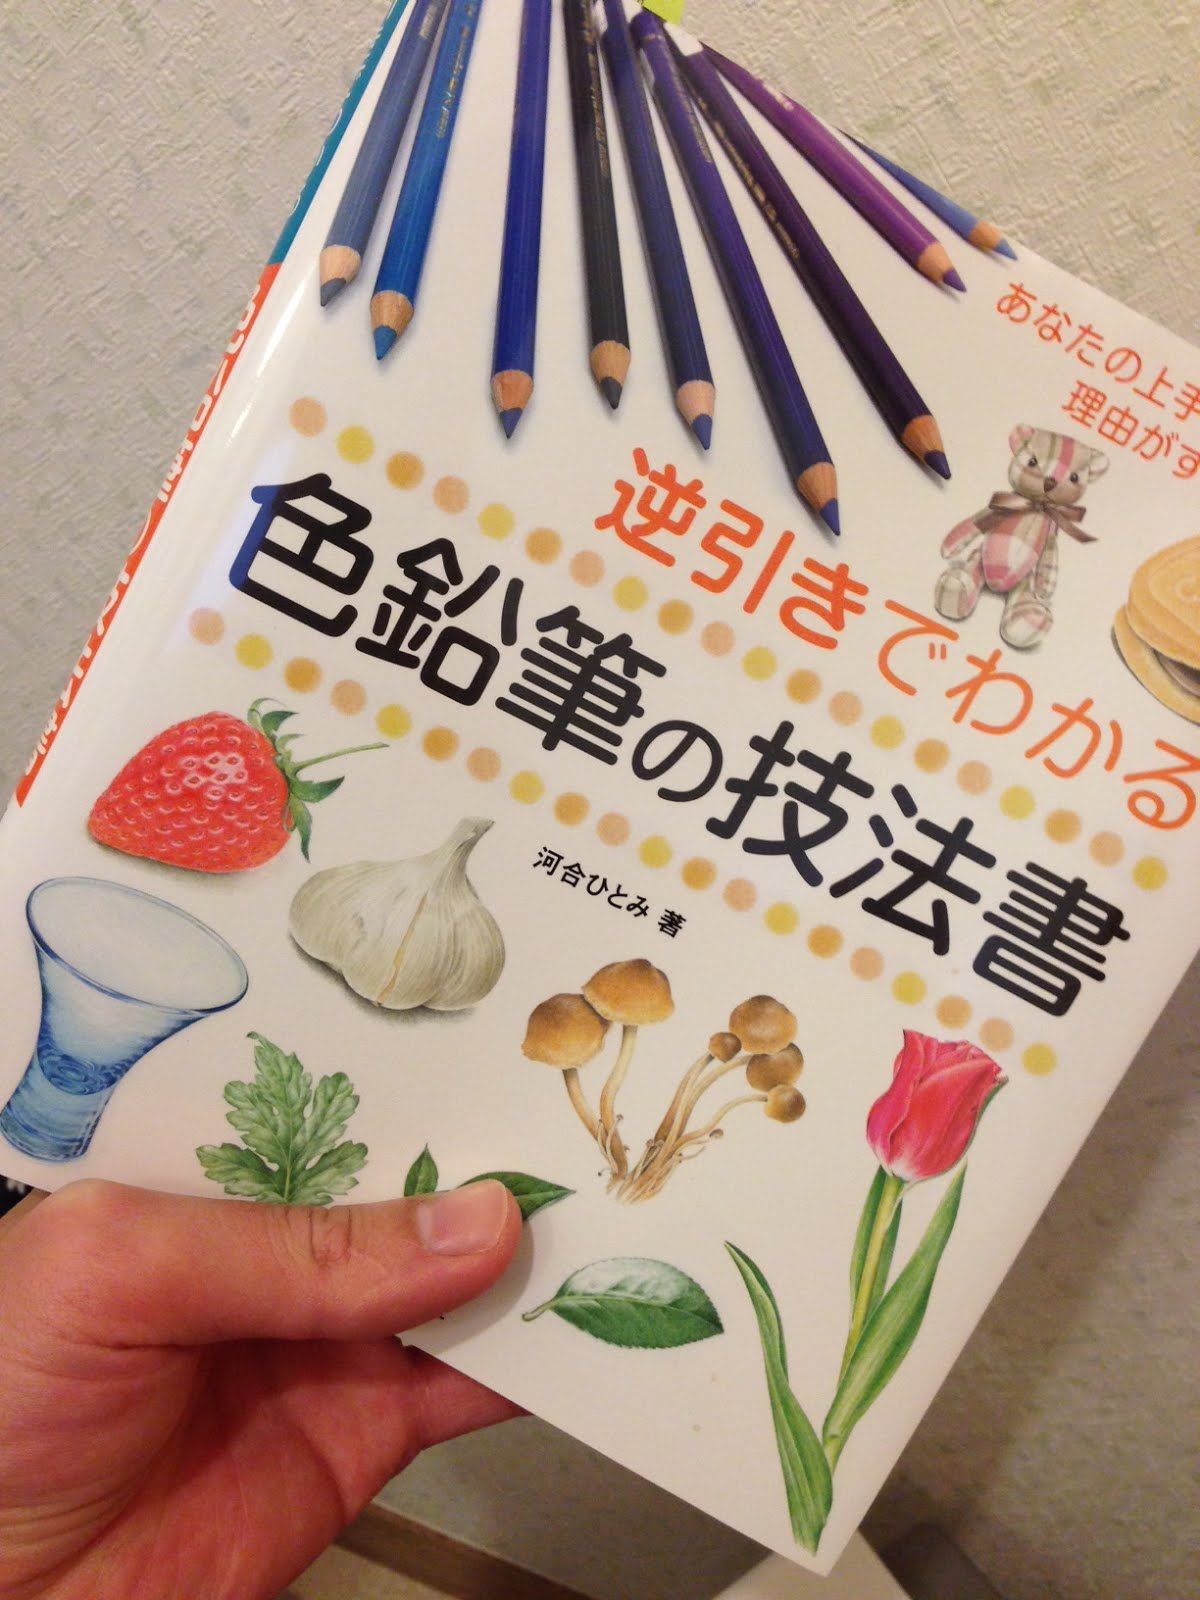 あなたの上手
理由がす
逆引きでわかる
色鉛筆の技法書
河合ひとみ 著